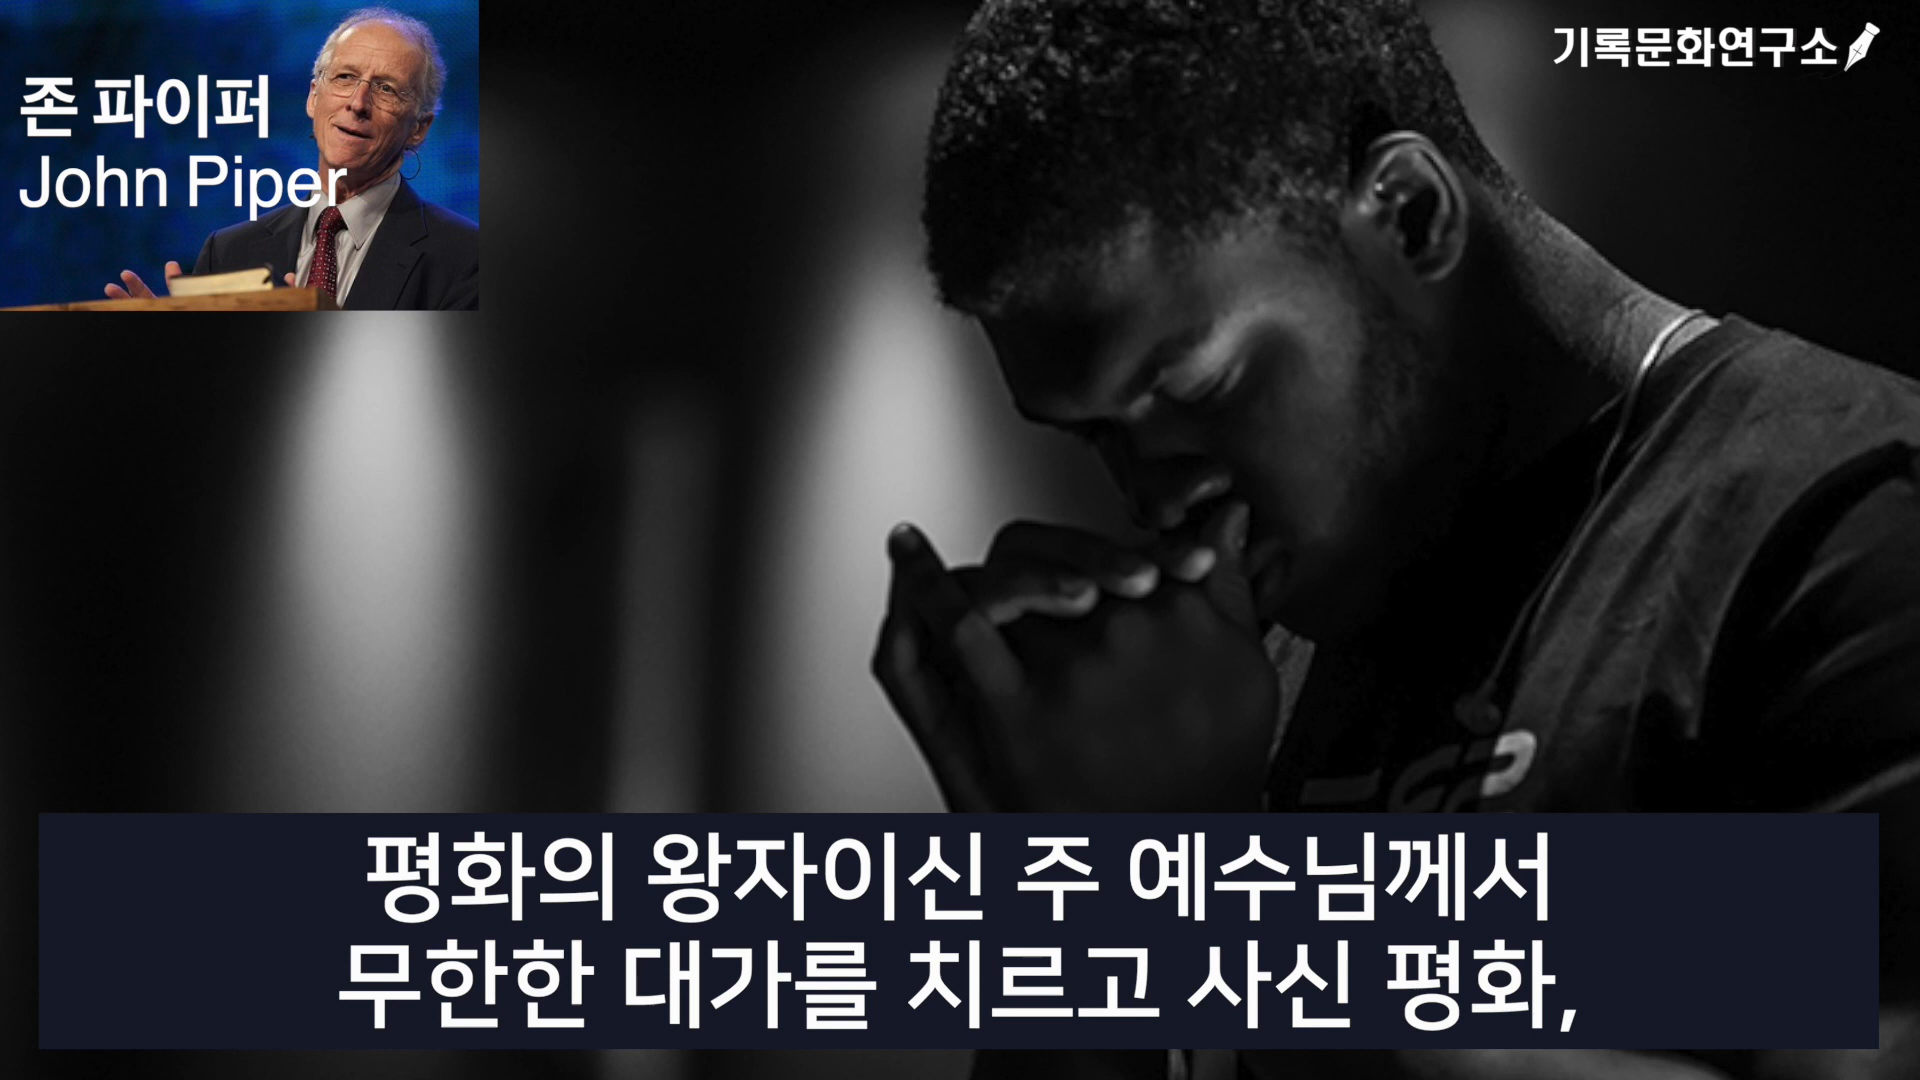 존 파이퍼
John Piper
기록문화연구소
평화의 왕자이신 주 예수님께서
무한한 대가를 치르고 사신 평화,